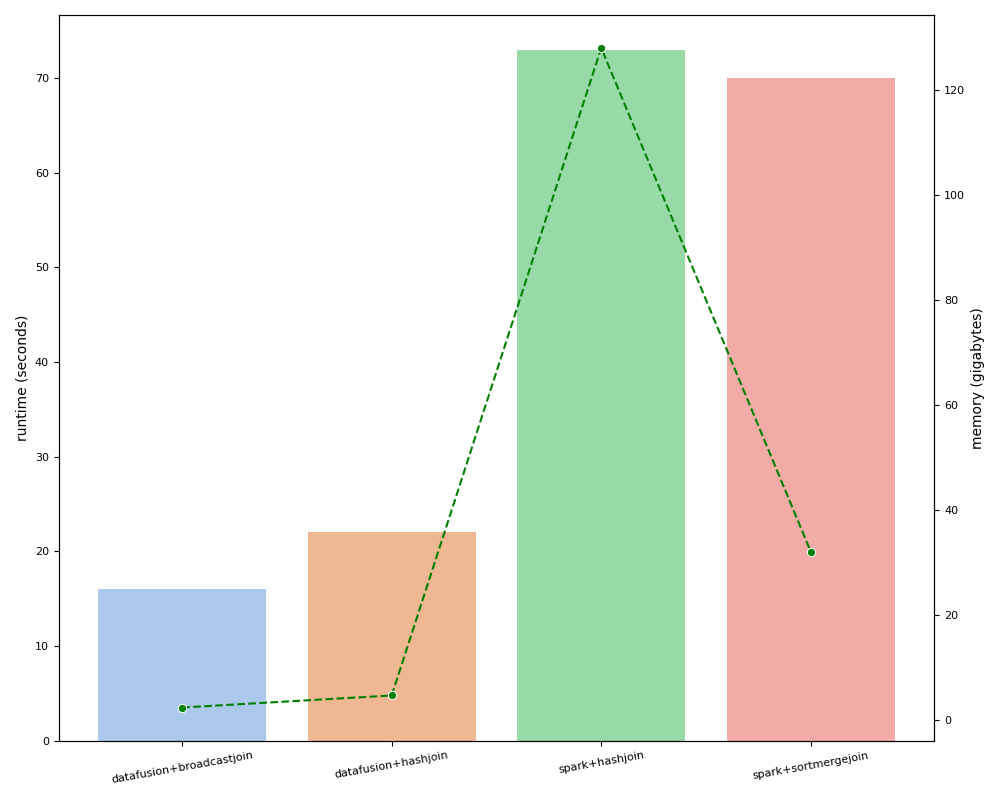 runtime (seconds)
70
60
50
40
30
20
10
0
120
100
80
60
40
20
0
memory (gigabytes)
datafusion+broadcastjoin
datafusion+hashjoin
spark+hashjoin
spark+sortmergejoin